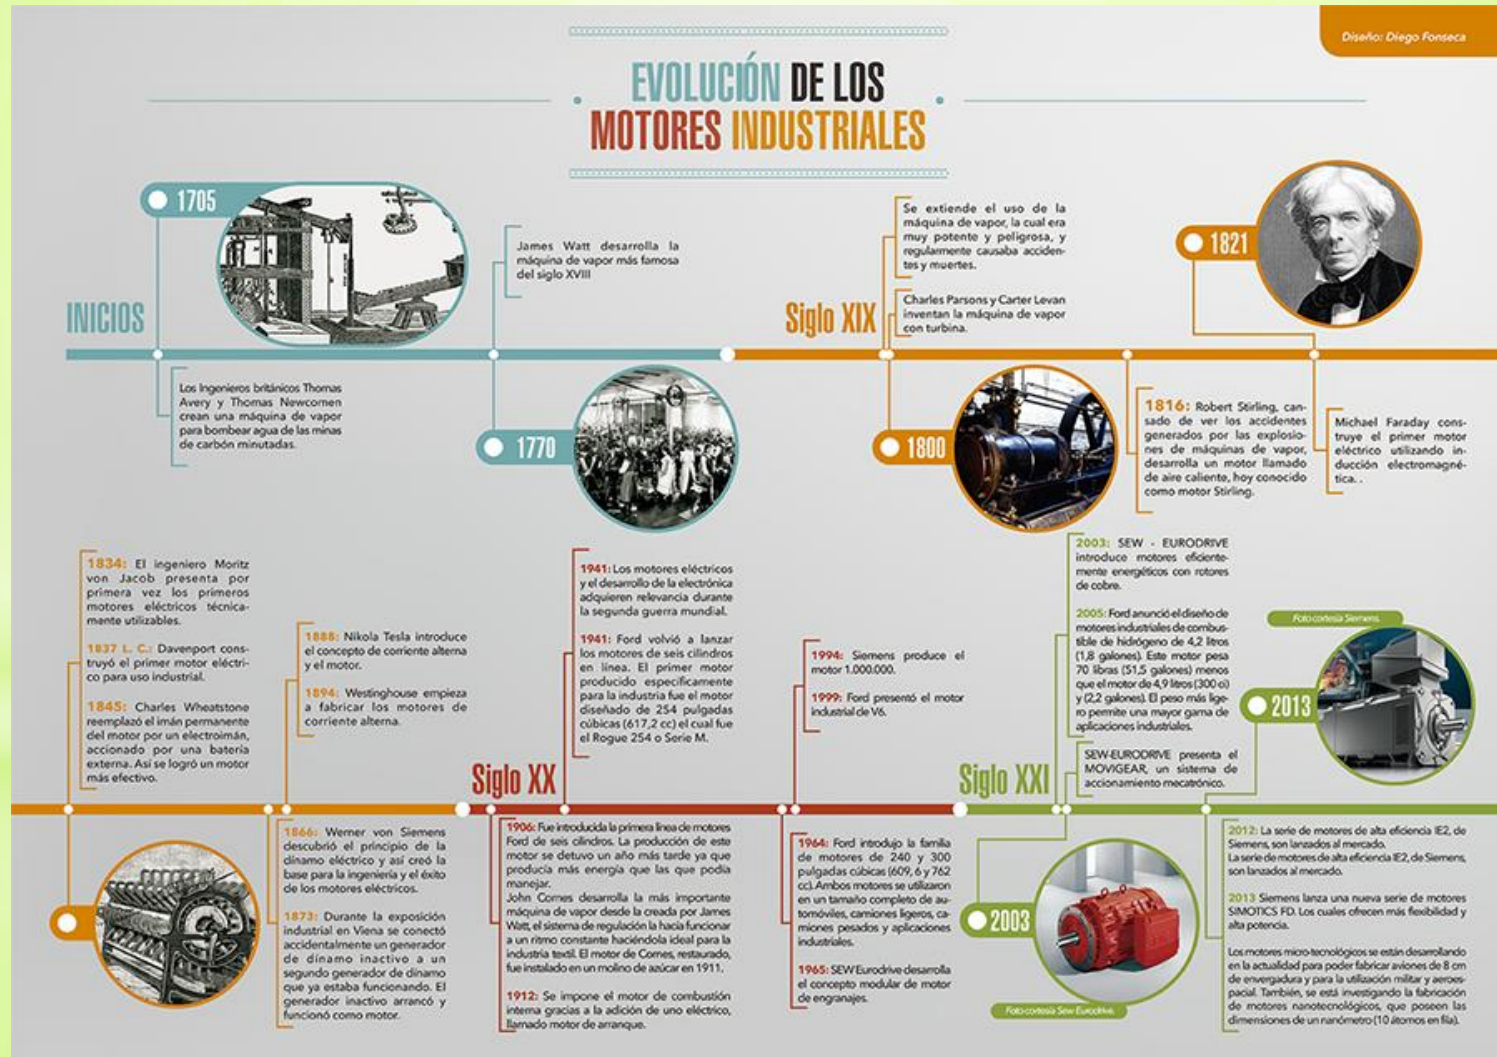 Diseño: Diego Fonseca
EVOLUCIÓN DE LOS
MOTORES INDUSTRIALES
1705
INICIOS
Los Ingenieros británicos Thomas
Avery y Thomas Newcomen
crean una máquina de vapor
para bombear agua de las minas
de carbón minutadas.
James Watt desarrolla la
máquina de vapor más famosa
del siglo XVIII
1770
Siglo XIX
Se extiende el uso de la
máquina de vapor, la cual era
muy potente y peligrosa, y
regularmente causaba acciden-
tes y muertes.
Charles Parsons y Carter Levan
inventan la máquina de vapor
con turbina.
1800
1816: Robert Stirling, can-
sado de ver los accidentes
generados por las explosio-
nes de máquinas de vapor,
desarrolla un motor llamado
de aire caliente, hoy conocido
como motor Stirling.
1821
Michael Faraday cons-
truye el primer motor
eléctrico utilizando in-
ducción electromagné-
tica. .
1834: El ingeniero Moritz
von Jacob presenta por
primera vez los primeros
motores eléctricos técnica-
mente utilizables.
1837 L. C.: Davenport cons-
truyó el primer motor eléctri-
co para uso industrial.
1845: Charles Wheatstone
reemplazó el imán permanente
del motor por un electroimán,
accionado por una batería
externa. Así se logró un motor
más efectivo.
1866: Werner von Siemens
descubrió el principio de la
dínamo eléctrico y así creó la
base para la ingeniería y el éxito
de los motores eléctricos.
1873: Durante la exposición
industrial en Viena se conectó
accidentalmente un generador
de dínamo inactivo a un
segundo generador de dínamo
que ya estaba funcionando. El
generador inactivo arrancó y
funcionó como motor.
1888: Nikola Tesla introduce
el concepto de corriente alterna
y el motor.
1894: Westinghouse empieza
a fabricar los motores de
corriente alterna.
Siglo XX
1906: Fue introducida la primera línea de motores
Ford de seis cilindros. La producción de este
motor se detuvo un año más tarde ya que
producía más energía que las que podía
manejar.
John Cornes desarrolla la más importante
máquina de vapor desde la creada por James
Watt, el sistema de regulación la hacía funcionar
a un ritmo constante haciéndola ideal para la
industria textil. El motor de Cornes, restaurado,
fue instalado en un molino de azúcar en 1911.
1912: Se impone el motor de combustión
interna gracias a la adición de uno eléctrico,
llamado motor de arranque.
1941: Los motores eléctricos
y el desarrollo de la electrónica
adquieren relevancia durante
la segunda guerra mundial.
1941: Ford volvió a lanzar
los motores de seis cilindros
en línea. El primer motor
producido específicamente
para la industria fue el motor
diseñado de 254 pulgadas
cúbicas (617,2 cc) el cual fue
el Rogue 254 o Serie M.
1964: Ford introdujo la familia
de motores de 240 y 300
pulgadas cúbicas (609, 6 y 762
cc). Ambos motores se utilizaron
en un tamaño completo de au-
tomóviles, camiones ligeros, ca-
miones pesados y aplicaciones
industriales.
1965: SEW Eurodrive desarrolla
el concepto modular de motor
de engranajes.
1994: Siemens produce el
motor 1.000.000.
1999: Ford presentó el motor
industrial de V6.
Siglo XXI
2003: SEW - EURODRIVE
introduce motores eficiente-
mente energéticos con rotores
de cobre.
2005: Ford anunció el diseño de
motores industriales de combus-
tible de hidrógeno de 4,2 litros
(1,8 galones). Este motor pesa
70 libras (51,5 galones) menos
que el motor de 4,9 litros (300 ci)
y (2,2 galones). El peso más lige-
ro permite una mayor gama de
aplicaciones industriales.
SEW-EURODRIVE presenta el
MOVIGEAR, un sistema de
accionamiento mecatrónico.
2003
Foto cortesía Sew Eurodrive.
Foto cortesía Siemens.
2013
2012: La serie de motores de alta eficiencia IE2, de
Siemens, son lanzados al mercado.
La serie de motores de alta eficiencia IE2, de Siemens,
son lanzados al mercado.
2013 Siemens lanza una nueva serie de motores
SIMOTICS FD. Los cuales ofrecen más flexibilidad y
alta potencia.
Los motores micro-tecnológicos se están desarrollando
en la actualidad para poder fabricar aviones de 8 cm
de envergadura y para la utilización militar y aeroes-
pacial. También, se está investigando la fabricación
de motores nanotecnológicos, que poseen las
dimensiones de un nanómetro (10 átomos en fila).